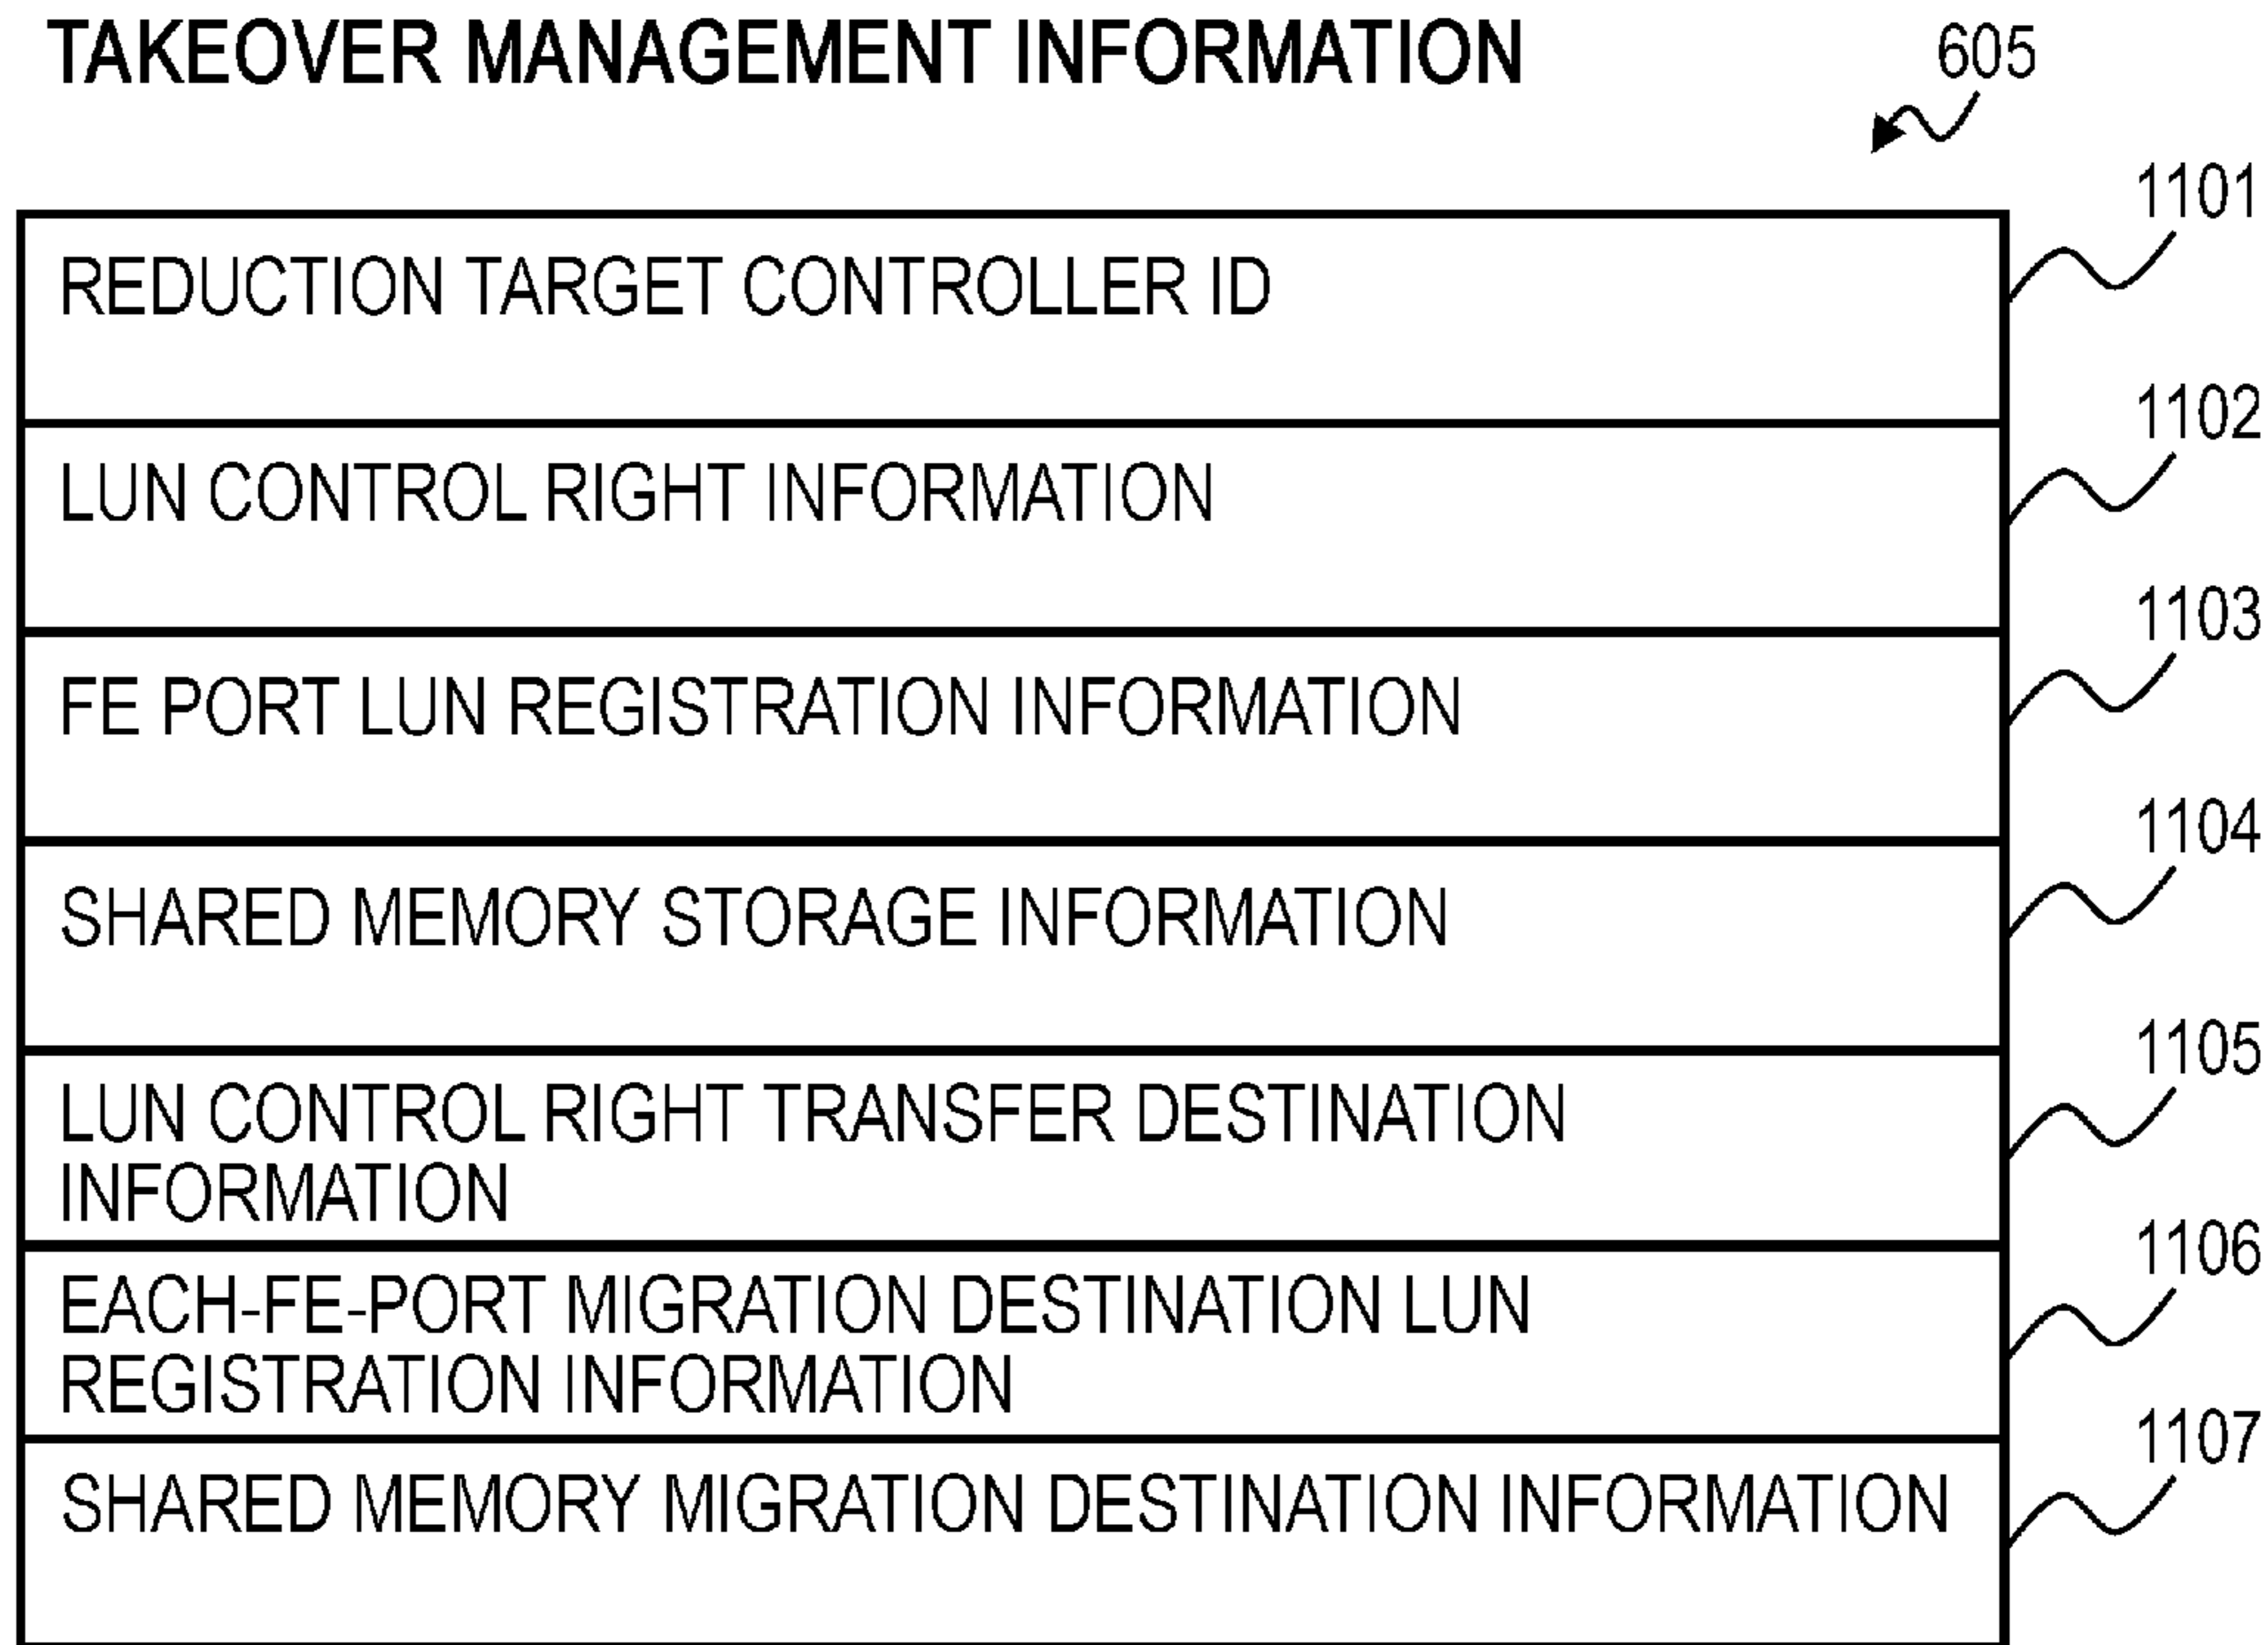 TAKEOVER MANAGEMENT INFORMATION
605
1101
REDUCTION TARGET CONTROLLER ID
1102
LUN CONTROL RIGHT INFORMATION
1103
FE PORT LUN REGISTRATION INFORMATION
1104
SHARED MEMORY STORAGE INFORMATION
1105
LUN CONTROL RIGHT TRANSFER DESTINATION
INFORMATION
1106
EACH-FE-PORT MIGRATION DESTINATION LUN
REGISTRATION INFORMATION
1107
SHARED MEMORY MIGRATION DESTINATION INFORMATION